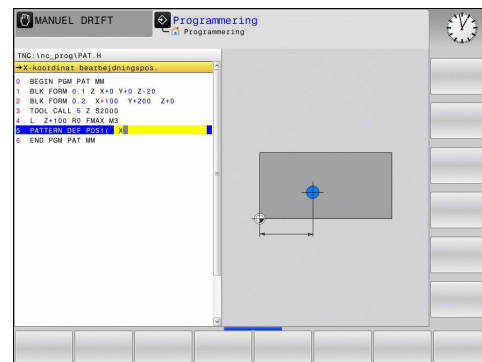 MANUEL DRIFT
Programmering
Programmering
TNC:\nc_prog\PAT.H
→X-koordinat bearbejdningspos.
0 BEGIN PGM PAT MM
1 BLK FORM 0.1 Z X+0 Y+0 Z-20
2 BLK FORM 0.2 X+100 Y+200 Z+0
3 TOOL CALL 5 Z S2000
4 L Z+100 R0 FMAX M3
5 PATTERN DEF POS1( X
6 END PGM PAT MM